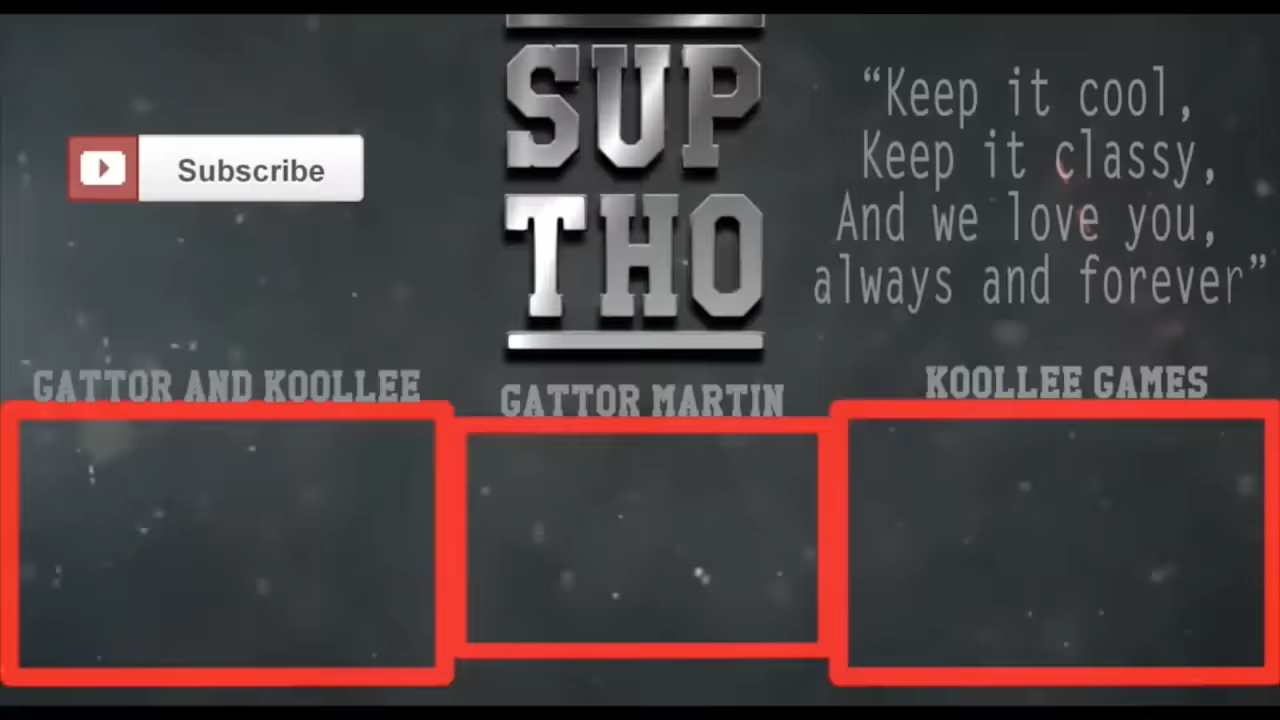 SUP
THO
Subscribe
“Keep it cool,
Keep it classy,
And we love you,
always and forever”
GATTOR AND KOOLLEE
GATTOR MARTIN
KOOLLEE GAMES